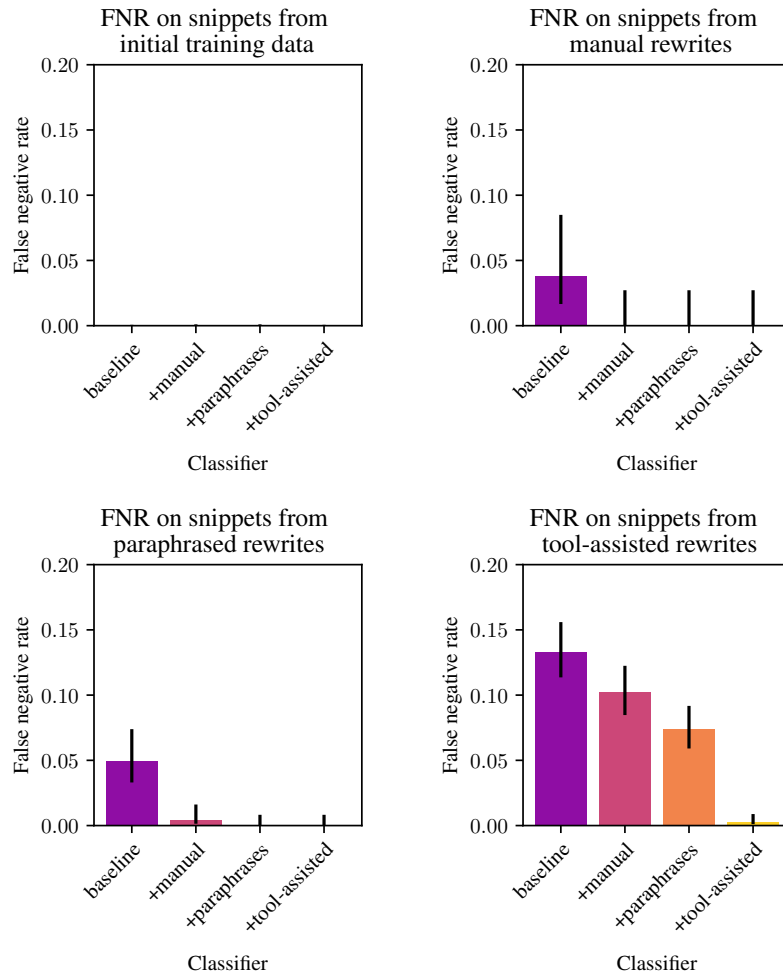 FNR on snippets from
initial training data
0.20
0.15
0.10
0.05
0.00
False negative rate
baseline
+manual
+paraphrases
+tool-assisted
Classifier
FNR on snippets from
manual rewrites
0.20
0.15
0.10
0.05
0.00
False negative rate
baseline
+manual
+paraphrases
+tool-assisted
Classifier
FNR on snippets from
paraphrased rewrites
0.20
0.15
0.10
0.05
0.00
False negative rate
baseline
+manual
+paraphrases
+tool-assisted
Classifier
FNR on snippets from
tool-assisted rewrites
0.20
0.15
0.10
0.05
0.00
False negative rate
baseline
+manual
+paraphrases
+tool-assisted
Classifier